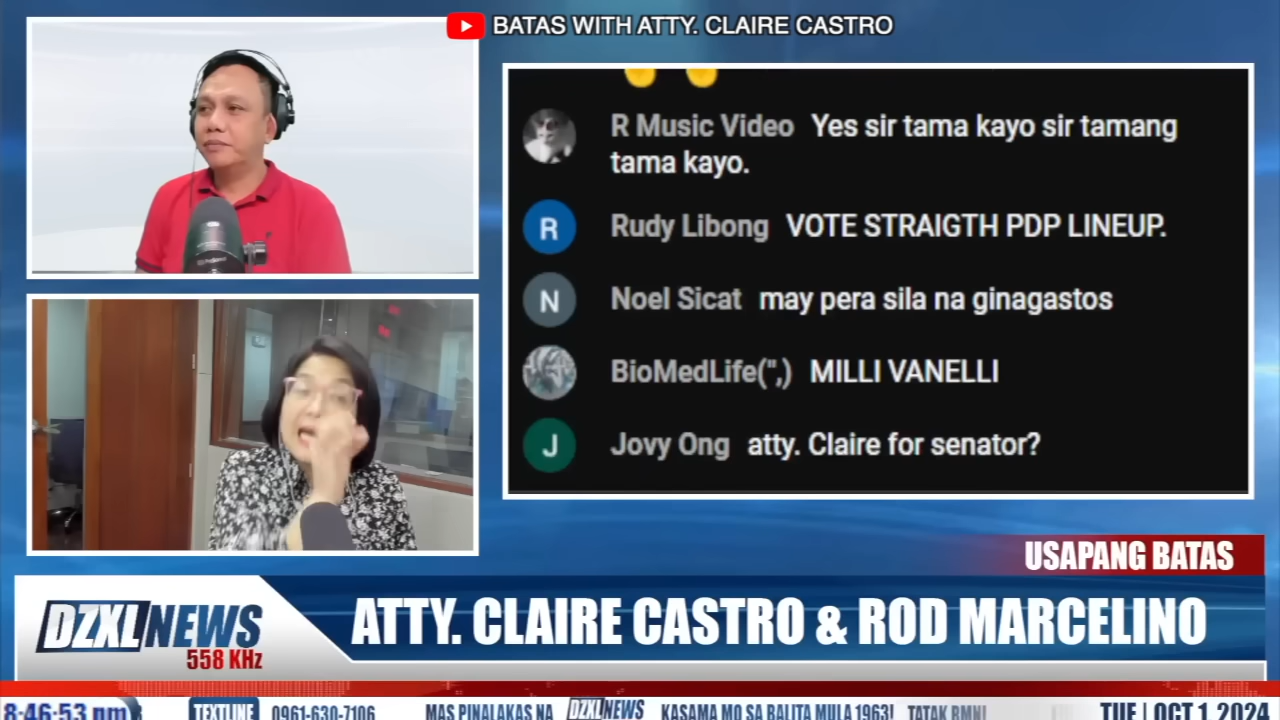 BATAS WITH ATTY. CLAIRE CASTRO
R Music Video Yes sir tama kayo sir tamang
tama kayo.
R
Rudy Libong VOTE STRAIGTH PDP LINEUP.
N
Noel Sicat may pera sila na ginagastos
BioMedLife(",) MILLI VANELLI
J
Jovy Ong atty. Claire for senator?
USAPANG BATAS
DZXL NEWS
558 KHz
ATTY. CLAIRE CASTRO & ROD MARCELINO
8:46:53 pm
TEXTLINE 0961-630-7106 MAS PINALAKAS NA DZXL NEWS KASAMA MO SA BALITA MULA 1963! TATAK RMN!
TUE | OCT 1, 2024